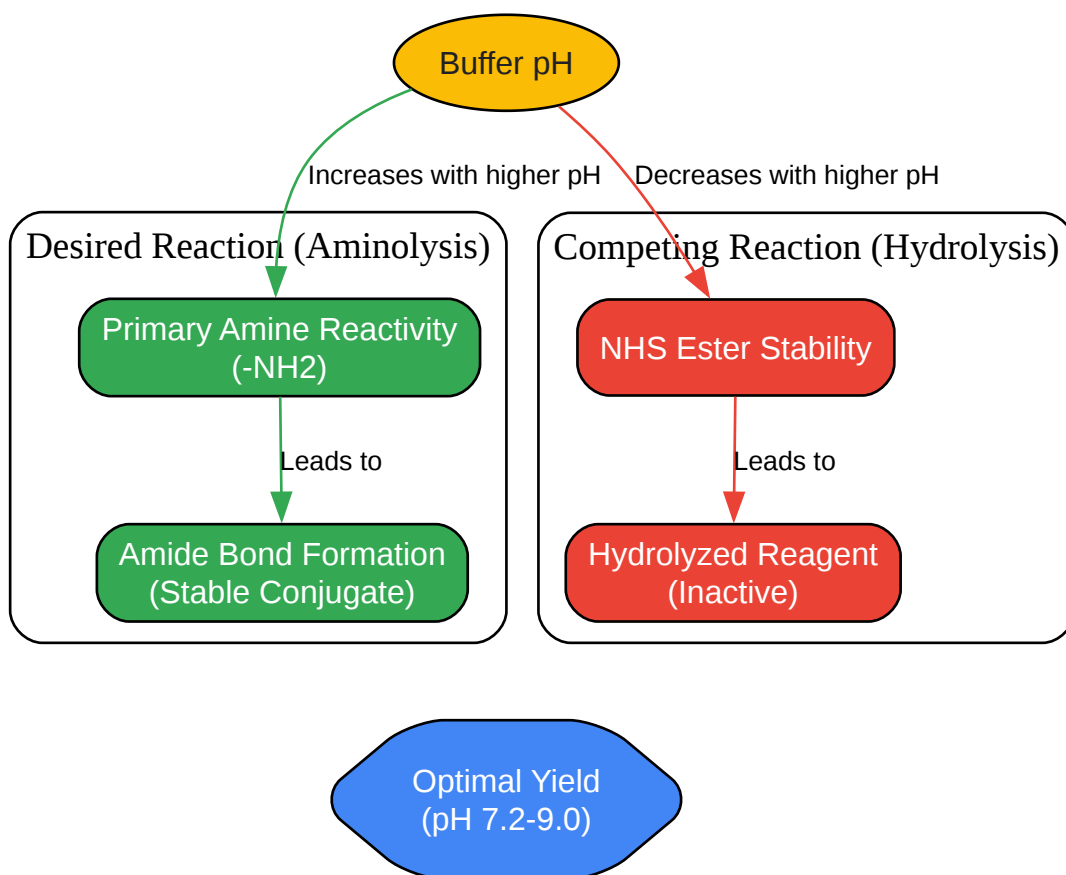 Buffer pH
Increases with higher pH
Decreases with higher pH
Desired Reaction (Aminolysis)
Competing Reaction (Hydrolysis)
Primary Amine Reactivity
(-NH2)
NHS Ester Stability
Leads to
Leads to
Amide Bond Formation
(Stable Conjugate)
Hydrolyzed Reagent
(Inactive)
Optimal Yield
(pH 7.2-9.0)